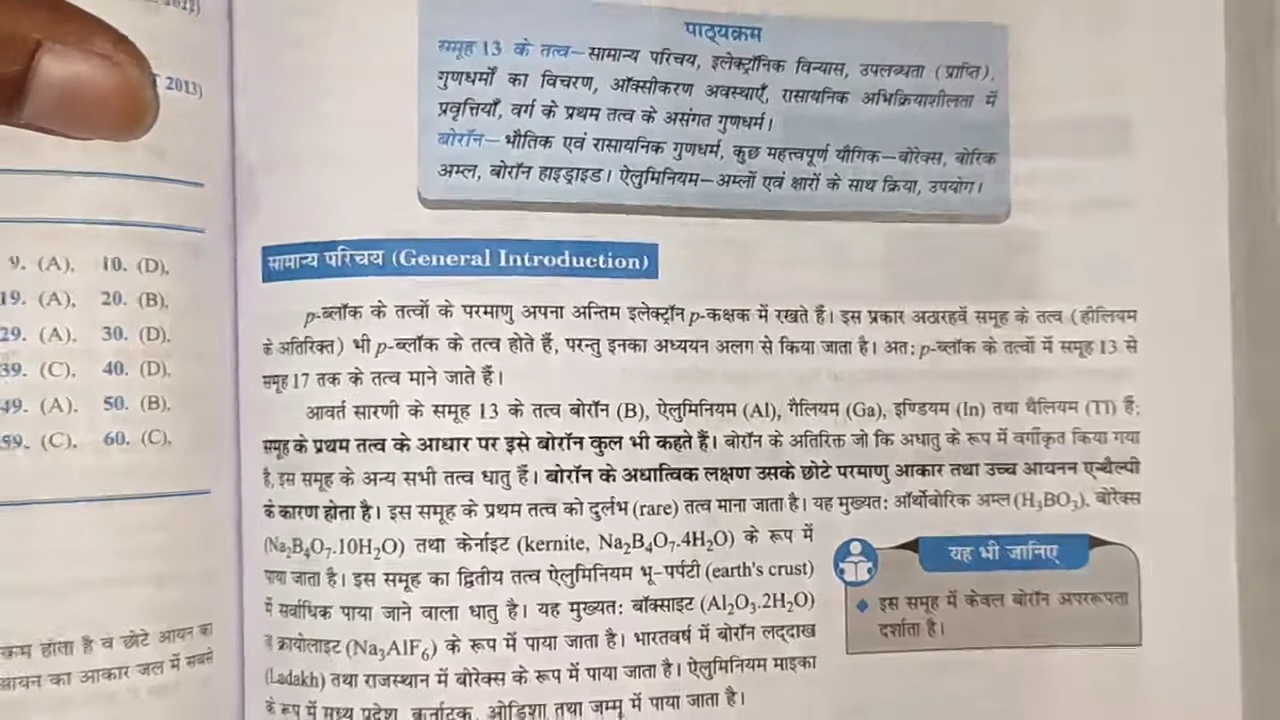 2013)
9. (A), 10. (D),
19. (A), 20. (B),
29. (A). 30. (D).
39. (C). 40. (D),
49. (A). 50. (B),
59. (C), 60. (C),
कम होता है व छोटे आयन का
आयन का आकार जल में सबसे
पाठ्यक्रम
समूह 13 के तत्व—सामान्य परिचय, इलेक्ट्रॉनिक विन्यास, उपलब्धता (प्राप्ति),
गुणधर्मों का विचरण, ऑक्सीकरण अवस्थाएँ, रासायनिक अभिक्रियाशीलता में
प्रवृत्तियाँ, वर्ग के प्रथम तत्व के असंगत गुणधर्म।
बोरॉन—भौतिक एवं रासायनिक गुणधर्म, कुछ महत्त्वपूर्ण यौगिक—बोरेक्स, बोरिक
अम्ल, बोरॉन हाइड्राइड। ऐलुमिनियम—अम्लों एवं क्षारों के साथ क्रिया, उपयोग।
सामान्य परिचय (General Introduction)
p-ब्लॉक के तत्वों के परमाणु अपना अन्तिम इलेक्ट्रॉन p-कक्षक में रखते हैं। इस प्रकार अठारहवें समूह के तत्व (हीलियम
के अतिरिक्त) भी p-ब्लॉक के तत्व होते हैं, परन्तु इनका अध्ययन अलग से किया जाता है। अत: p-ब्लॉक के तत्वों में समूह 13 से
समूह 17 तक के तत्व माने जाते हैं।
आवर्त सारणी के समूह 13 के तत्व बोरॉन (B), ऐलुमिनियम (Al), गैलियम (Ga), इण्डियम (In) तथा थैलियम (Tl) हैं;
समूह के प्रथम तत्व के आधार पर इसे बोरॉन कुल भी कहते हैं। बोरॉन के अतिरिक्त जो कि अधातु के रूप में वर्गीकृत किया गया
है, इस समूह के अन्य सभी तत्व धातु हैं। बोरॉन के अधात्विक लक्षण उसके छोटे परमाणु आकार तथा उच्च आयनन एन्थैल्पी
के कारण होता है। इस समूह के प्रथम तत्व को दुर्लभ (rare) तत्व माना जाता है। यह मुख्यत: ऑर्थोबोरिक अम्ल (H₃BO₃), बोरेक्स
(Na₂B₄O₇.10H₂O) तथा केर्नाइट (kernite, Na₂B₄O₇.4H₂O) के रूप में
पाया जाता है। इस समूह का द्वितीय तत्व ऐलुमिनियम भू-पर्पटी (earth's crust)
में सर्वाधिक पाया जाने वाला धातु है। यह मुख्यत: बॉक्साइट (Al₂O₃.2H₂O)
व क्रायोलाइट (Na₃AlF₆) के रूप में पाया जाता है। भारतवर्ष में बोरॉन लद्दाख
(Ladakh) तथा राजस्थान में बोरेक्स के रूप में पाया जाता है। ऐलुमिनियम माइका
के रूप में मध्य प्रदेश, कर्नाटक, ओडिशा तथा जम्मू में पाया जाता है।
यह भी जानिए
◆ इस समूह में केवल बोरॉन अपररूपता
दर्शाता है।